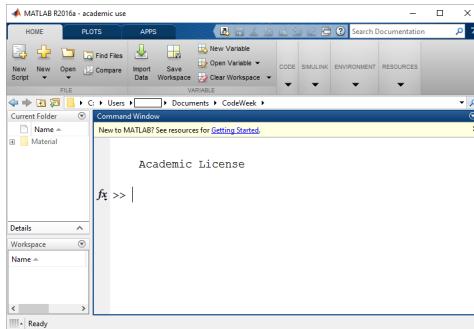 MATLAB R2016a - academic use
HOME PLOTS APPS Search Documentation
New Script New Open Find Files Compare Import Data Save Workspace New Variable Open Variable Clear Workspace CODE SIMULINK ENVIRONMENT RESOURCES
FILE VARIABLE
C: Users Documents CodeWeek
Current Folder Command Window
Name New to MATLAB? See resources for Getting Started.
Material
Academic License
fx >>
Details
Workspace
Name
Ready